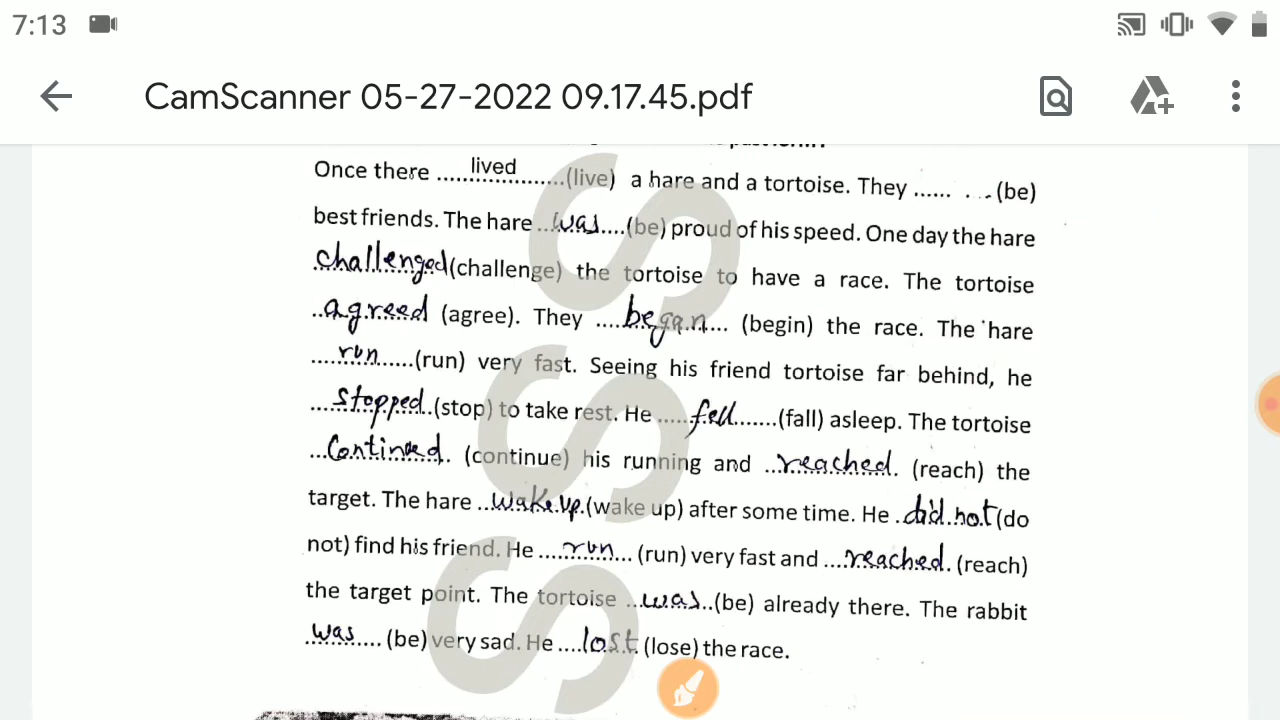 7:13
CamScanner 05-27-2022 09.17.45.pdf
Once there ....lived....(live) a hare and a tortoise. They ...... . ..(be)
best friends. The hare ...was....(be) proud of his speed. One day the hare
challenged(challenge) the tortoise to have a race. The tortoise
..agreed (agree). They ....began... (begin) the race. The hare
....run......(run) very fast. Seeing his friend tortoise far behind, he
...stopped..(stop) to take rest. He .....fell.......(fall) asleep. The tortoise
...Continued. (continue) his running and ..reached. (reach) the
target. The hare ...wake up.(wake up) after some time. He .did not(do
not) find his friend. He ...run... (run) very fast and ....reached. (reach)
the target point. The tortoise ...was..(be) already there. The rabbit
was.... (be) very sad. He ....lost. (lose) the race.
SSS